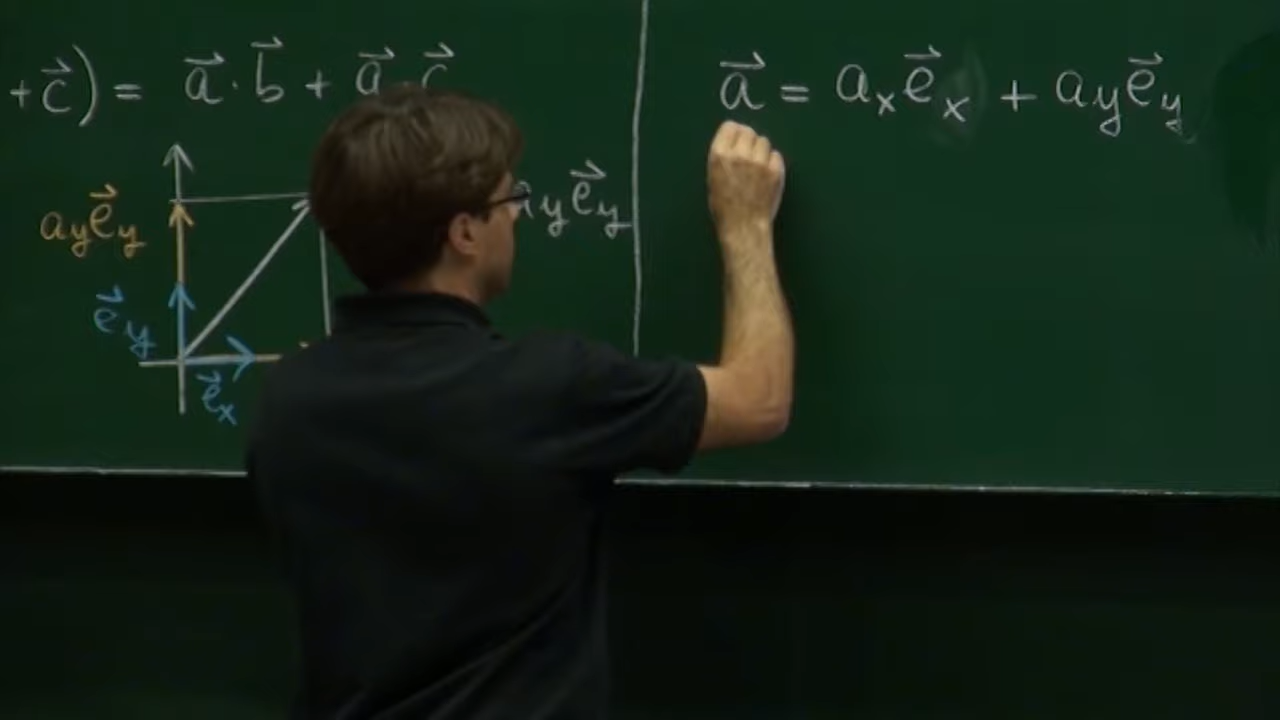 +c⃗) = a⃗·b⃗ + a⃗ c⃗
a⃗ = aₓe⃗ₓ + a_y e⃗_y
a_y e⃗_y
a_y e⃗_y
e⃗_y
e⃗ₓ